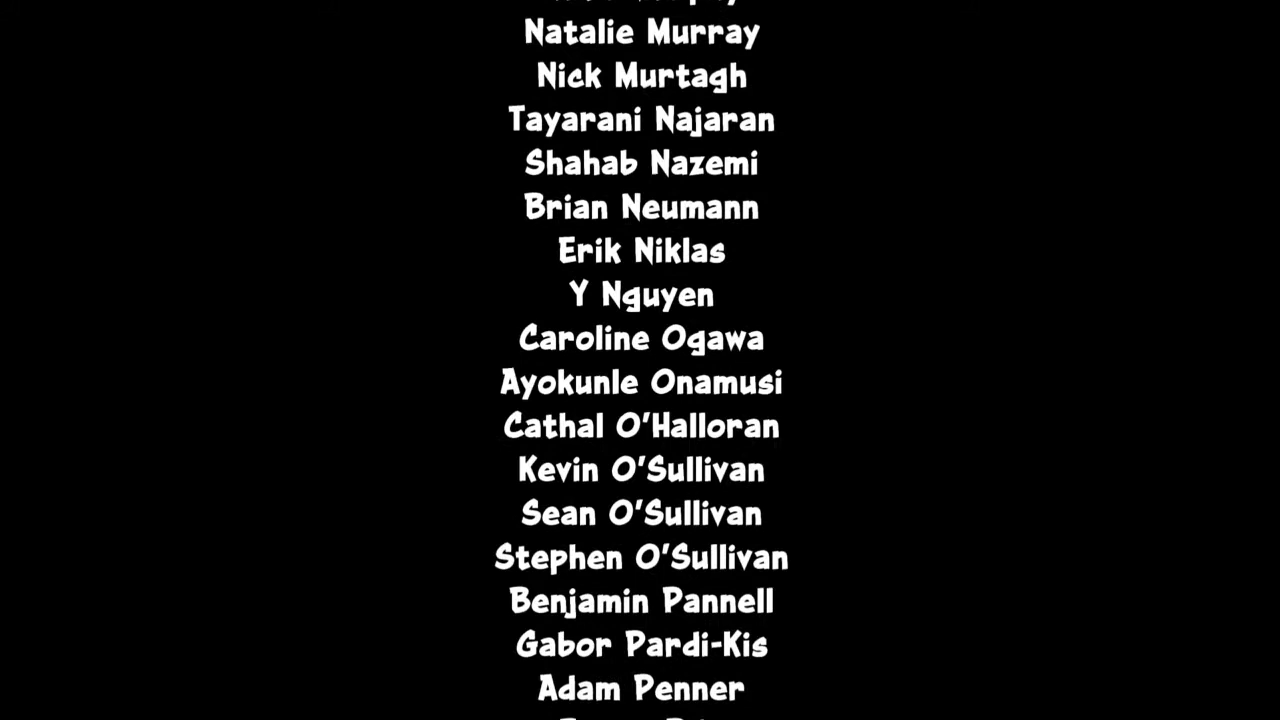 Natalie Murray
Nick Murtagh
Tayarani Najaran
Shahab Nazemi
Brian Neumann
Erik Niklas
Y Nguyen
Caroline Ogawa
Ayokunle Onamusi
Cathal O'Halloran
Kevin O'Sullivan
Sean O'Sullivan
Stephen O'Sullivan
Benjamin Pannell
Gabor Pardi-Kis
Adam Penner